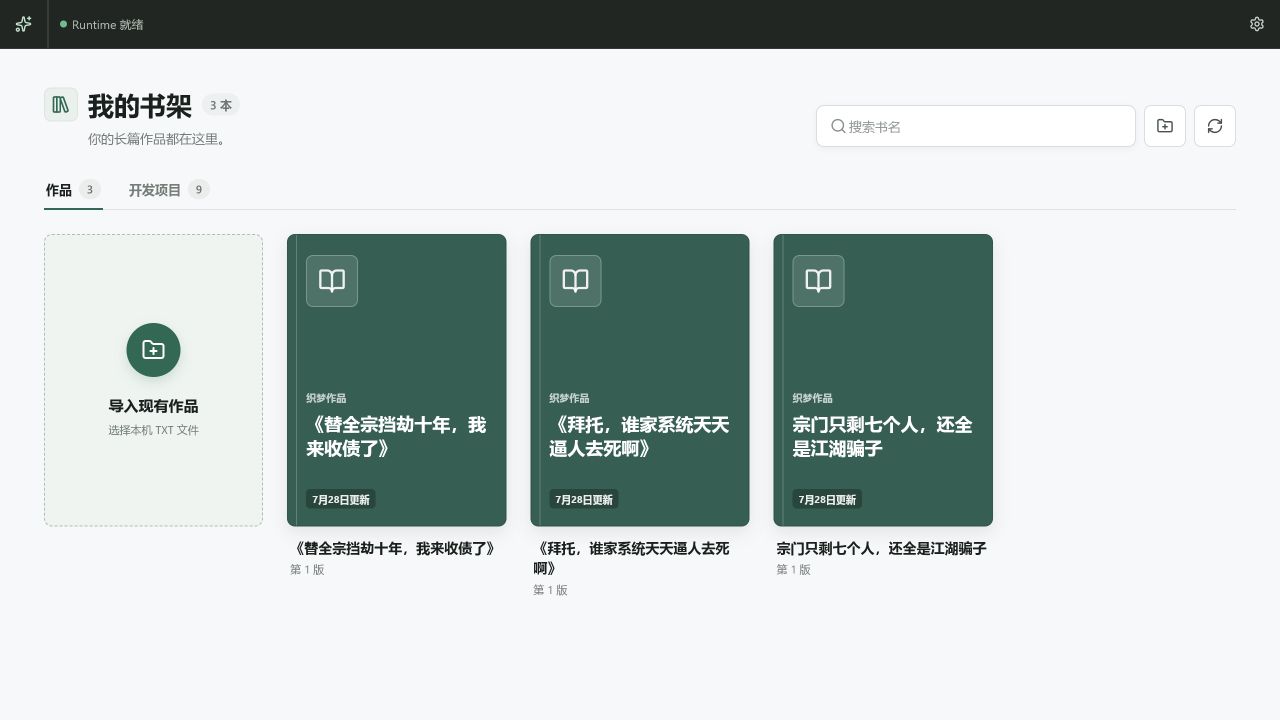 Runtime 就绪
我的书架
3 本
你的长篇作品都在这里。
搜索书名
作品 3
开发项目 9
导入现有作品
选择本机 TXT 文件
织梦作品
《替全宗挡劫十年，我
来收债了》
7月28日更新
《替全宗挡劫十年，我来收债了》
第 1 版
织梦作品
《拜托，谁家系统天天
逼人去死啊》
7月28日更新
《拜托，谁家系统天天逼人去死
啊》
第 1 版
织梦作品
宗门只剩七个人，还全
是江湖骗子
7月28日更新
宗门只剩七个人，还全是江湖骗子
第 1 版